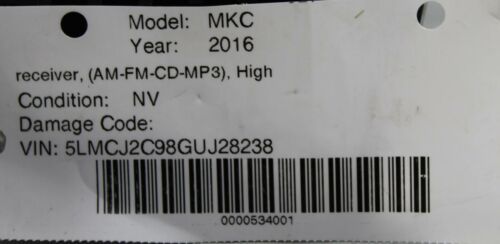 Model: MKC
Year: 2016
receiver, (AM-FM-CD-MP3), High
Condition: NV
Damage Code:
VIN: 5LMCJ2C98GUJ28238
0000534001